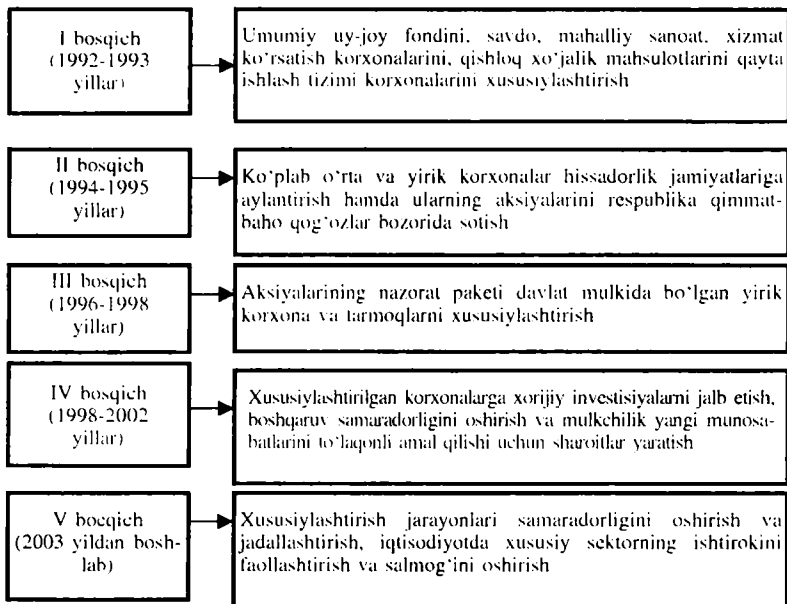 I bosqich
(1992-1993
yillar)
Umumiy uy-joy fondini, savdo, mahalliy sanoat, xizmat
ko‘rsatish korxonalarini, qishloq xo‘jalik mahsulotlarini qayta
ishlash tizimi korxonalarini xususiylashtirish
II bosqich
(1994-1995
yillar)
Ko‘plab o‘rta va yirik korxonalar hissadorlik jamiyatlariga
aylantirish hamda ularning aksiyalarini respublika qimmat-
baho qog‘ozlar bozorida sotish
III bosqich
(1996-1998
yillar)
Aksiyalarining nazorat paketi davlat mulkida bo‘lgan yirik
korxona va tarmoqlarni xususiylashtirish
IV bosqich
(1998-2002
yillar)
Xususiylashtirilgan korxonalarga xorijiy investisiyalarni jalb etish,
boshqaruv samaradorligini oshirish va mulkchilik yangi munosa-
batlarini to‘laqonli amal qilishi uchun sharoitlar yaratish
V bocqich
(2003 yildan bosh-
lab)
Xususiylashtirish jarayonlari samaradorligini oshirish va
jadallashtirish, iqtisodiyotda xususiy sektorning ishtirokini
faollashtirish va salmog‘ini oshirish